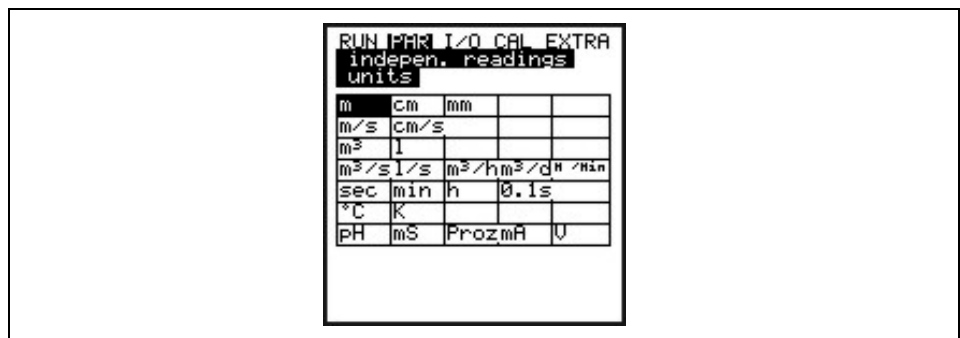 RUN PAR I/O CAL EXTRA
indepen. readings
units
m cm mm
m/s cm/s
m³ l
m³/s l/s m³/h m³/d M /Min
sec min h 0.1s
°C K
pH mS Proz mA V